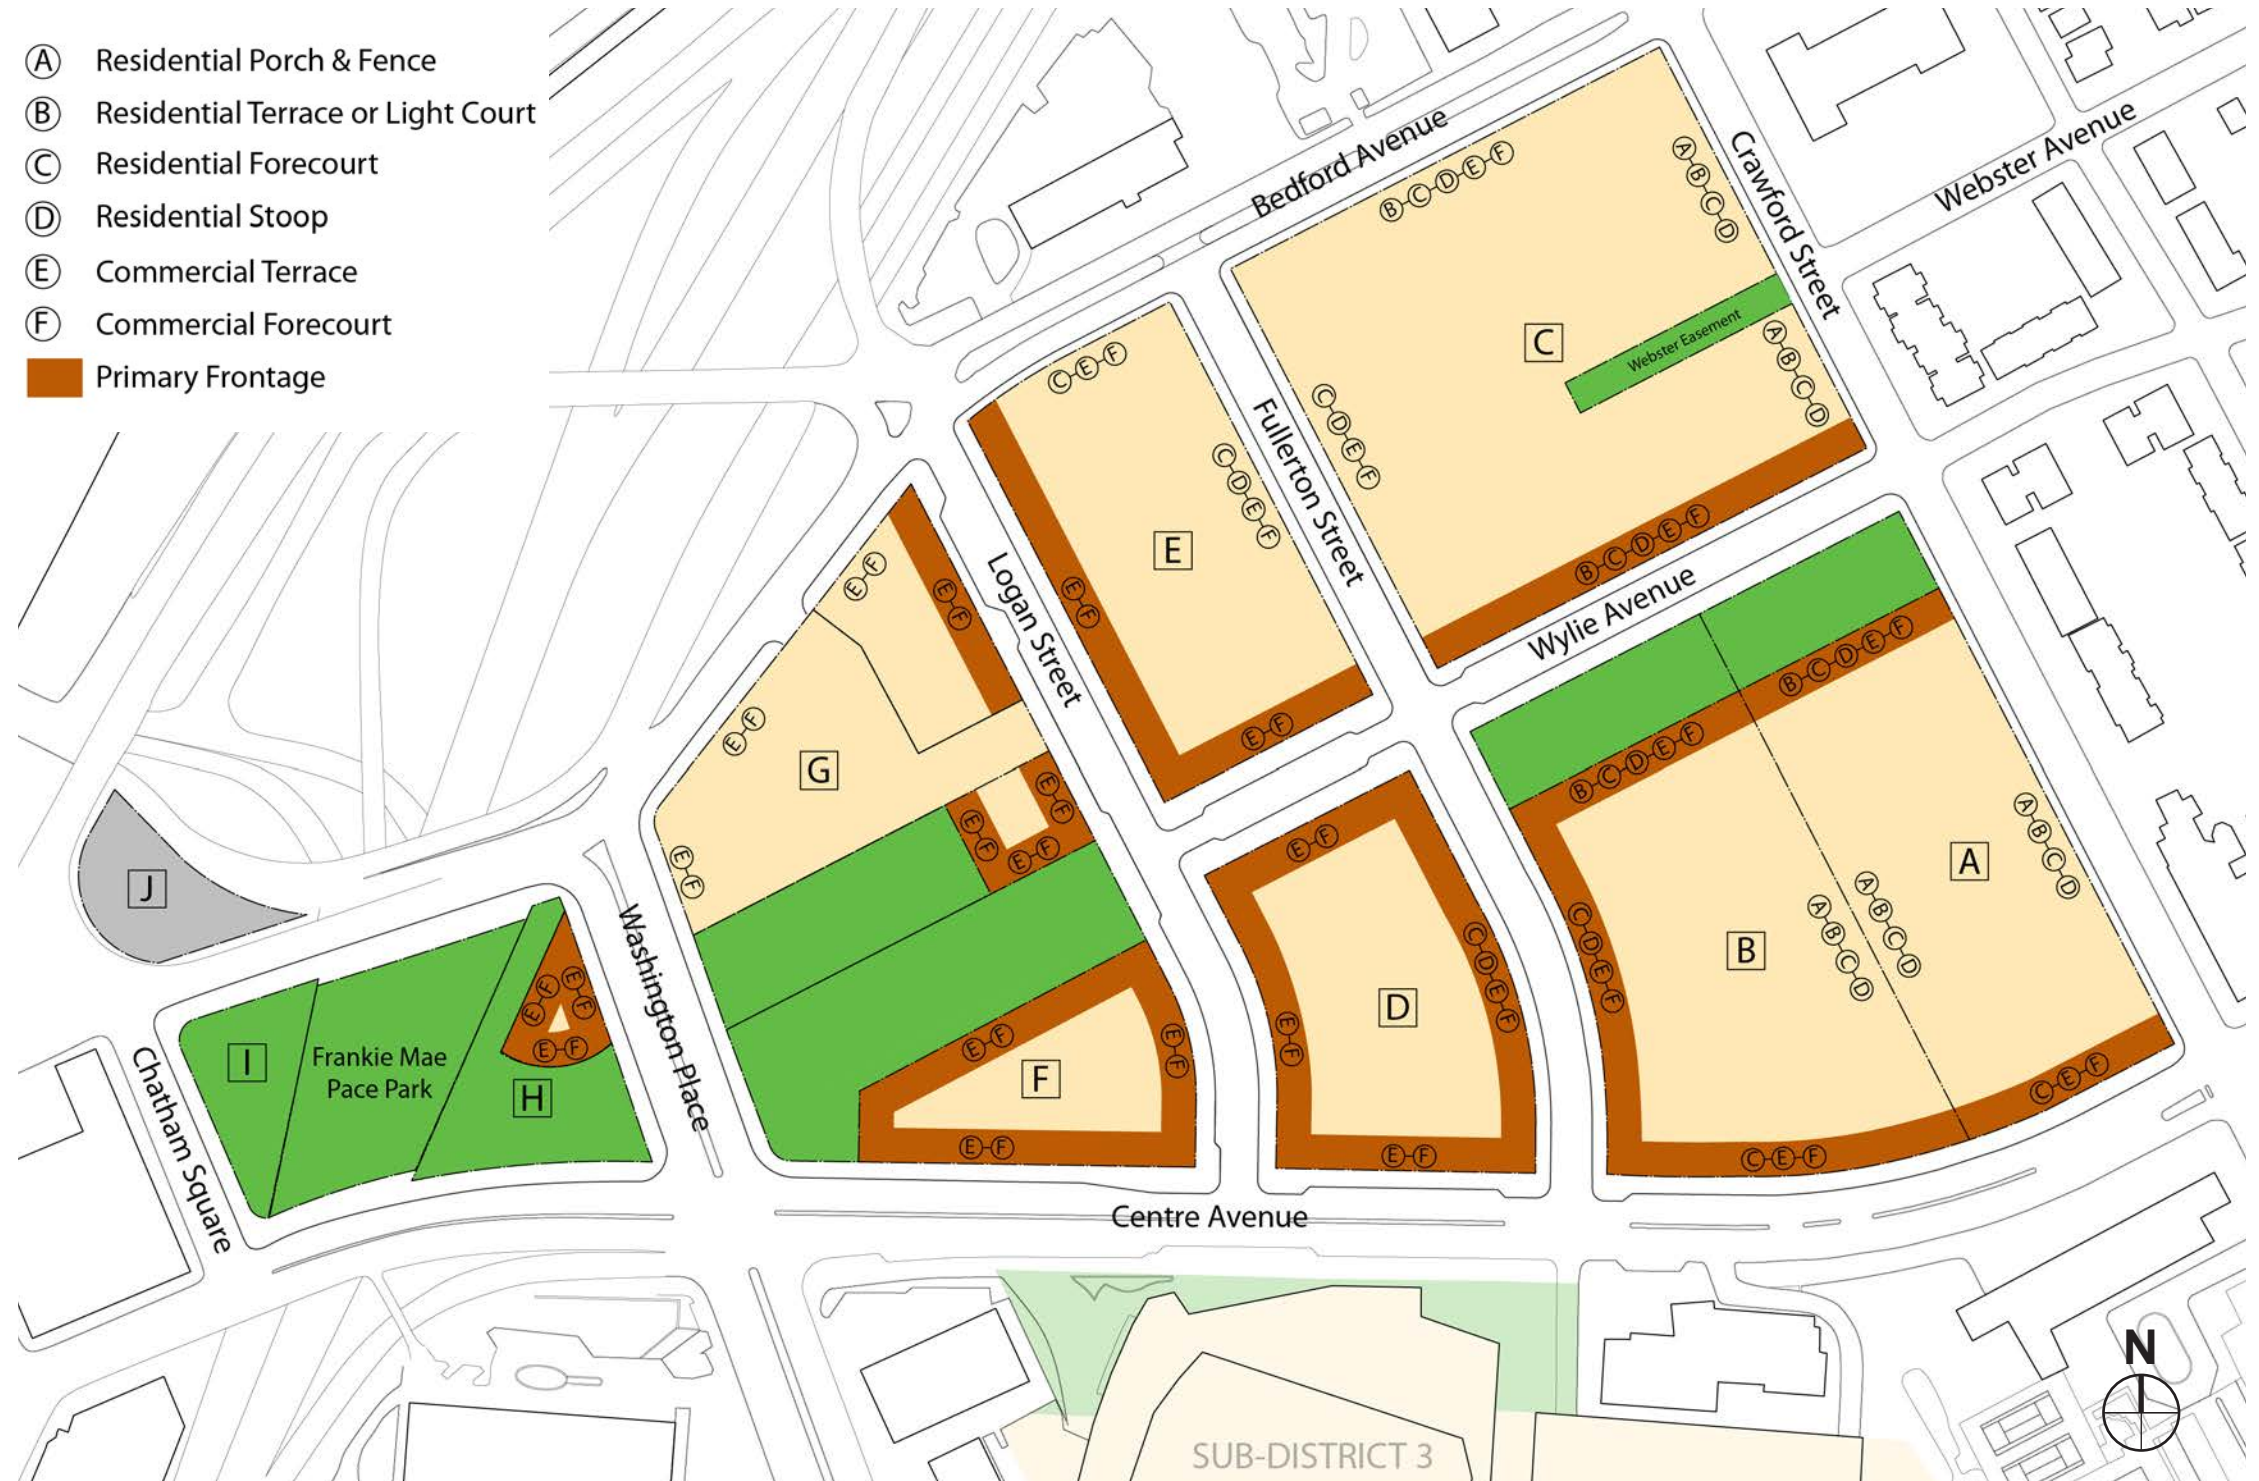 A Residential Porch & Fence
B Residential Terrace or Light Court
C Residential Forecourt
D Residential Stoop
E Commercial Terrace
F Commercial Forecourt
Primary Frontage
Bedford Avenue
B-C-D-E-F
A-B-C-D
Crawford Street
Webster Avenue
C
Webster Easement
A-B-C-D
C-D-E-F
B-C-D-E-F
Fullerton Street
C-E-F
C-D-E-F
E
E-F
E-F
Logan Street
Wylie Avenue
E-F
E-F
E-F
G
E-F
E-F
E-F
E-F
B-C-D-E-F
B-C-D-E-F
A-B-C-D
A
A-B-C-D
A-B-C-D
B
C-D-E-F
C-E-F
C-E-F
E-F
C-D-E-F
D
E-F
E-F
E-F
E-F
F
E-F
J
Washington Place
E-F
E-F
E-F
H
I
Frankie Mae
Pace Park
Chatham Square
Centre Avenue
SUB-DISTRICT 3
N